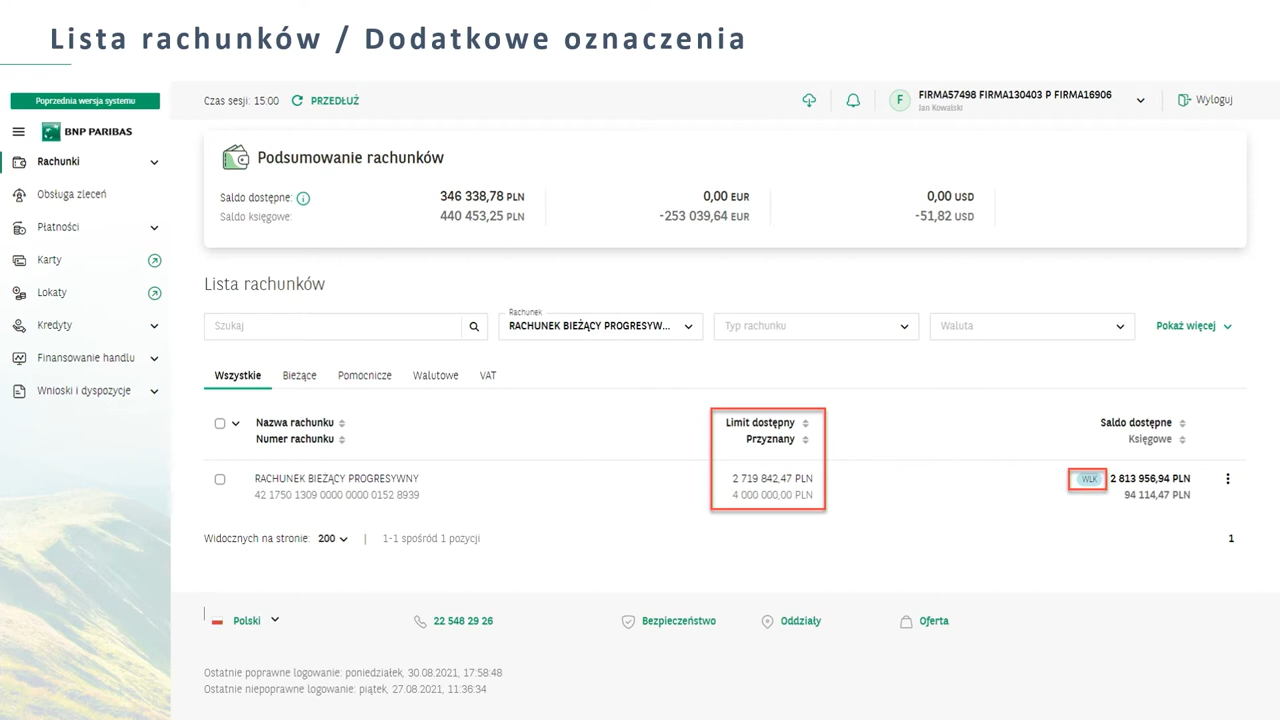 Lista rachunków / Dodatkowe oznaczenia
Poprzednia wersja systemu
Czas sesji: 15:00 PRZEDŁUŻ
F FIRMA57498 FIRMA130403 P FIRMA16906
Jan Kowalski
Wyloguj
BNP PARIBAS
Rachunki
Obsługa zleceń
Płatności
Karty
Lokaty
Kredyty
Finansowanie handlu
Wnioski i dyspozycje
Podsumowanie rachunków
Saldo dostępne: 346 338,78 PLN 0,00 EUR 0,00 USD
Saldo księgowe: 440 453,25 PLN -253 039,64 EUR -51,82 USD
Lista rachunków
Szukaj
Rachunek
RACHUNEK BIEŻĄCY PROGRESYW...
Typ rachunku
Waluta
Pokaż więcej
Wszystkie Bieżące Pomocnicze Walutowe VAT
Nazwa rachunku Limit dostępny Saldo dostępne
Numer rachunku Przyznany Księgowe
RACHUNEK BIEŻĄCY PROGRESYWNY 2 719 842,47 PLN WLK 2 813 956,94 PLN
42 1750 1309 0000 0000 0152 8939 4 000 000,00 PLN 94 114,47 PLN
Widocznych na stronie: 200 | 1-1 spośród 1 pozycji 1
Polski 22 548 29 26 Bezpieczeństwo Oddziały Oferta
Ostatnie poprawne logowanie: poniedziałek, 30.08.2021, 17:58:48
Ostatnie niepoprawne logowanie: piątek, 27.08.2021, 11:36:34